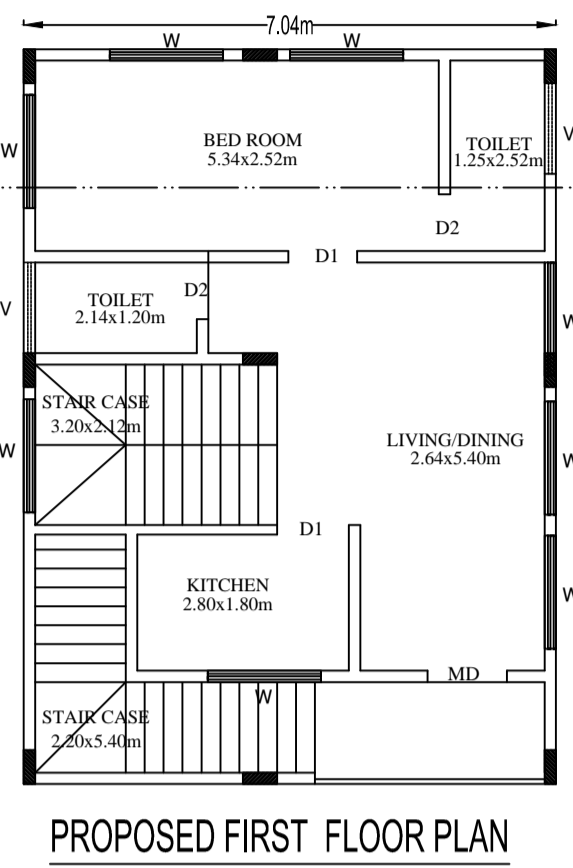 7.04m
W W
BED ROOM
5.34x2.52m
TOILET
1.25x2.52m
V
W
D2
D1
TOILET
2.14x1.20m
D2
V
W
STAIR CASE
3.20x2.12m
W
LIVING/DINING
2.64x5.40m
W
D1
KITCHEN
2.80x1.80m
W
MD
W
STAIR CASE
2.20x5.40m
PROPOSED FIRST FLOOR PLAN